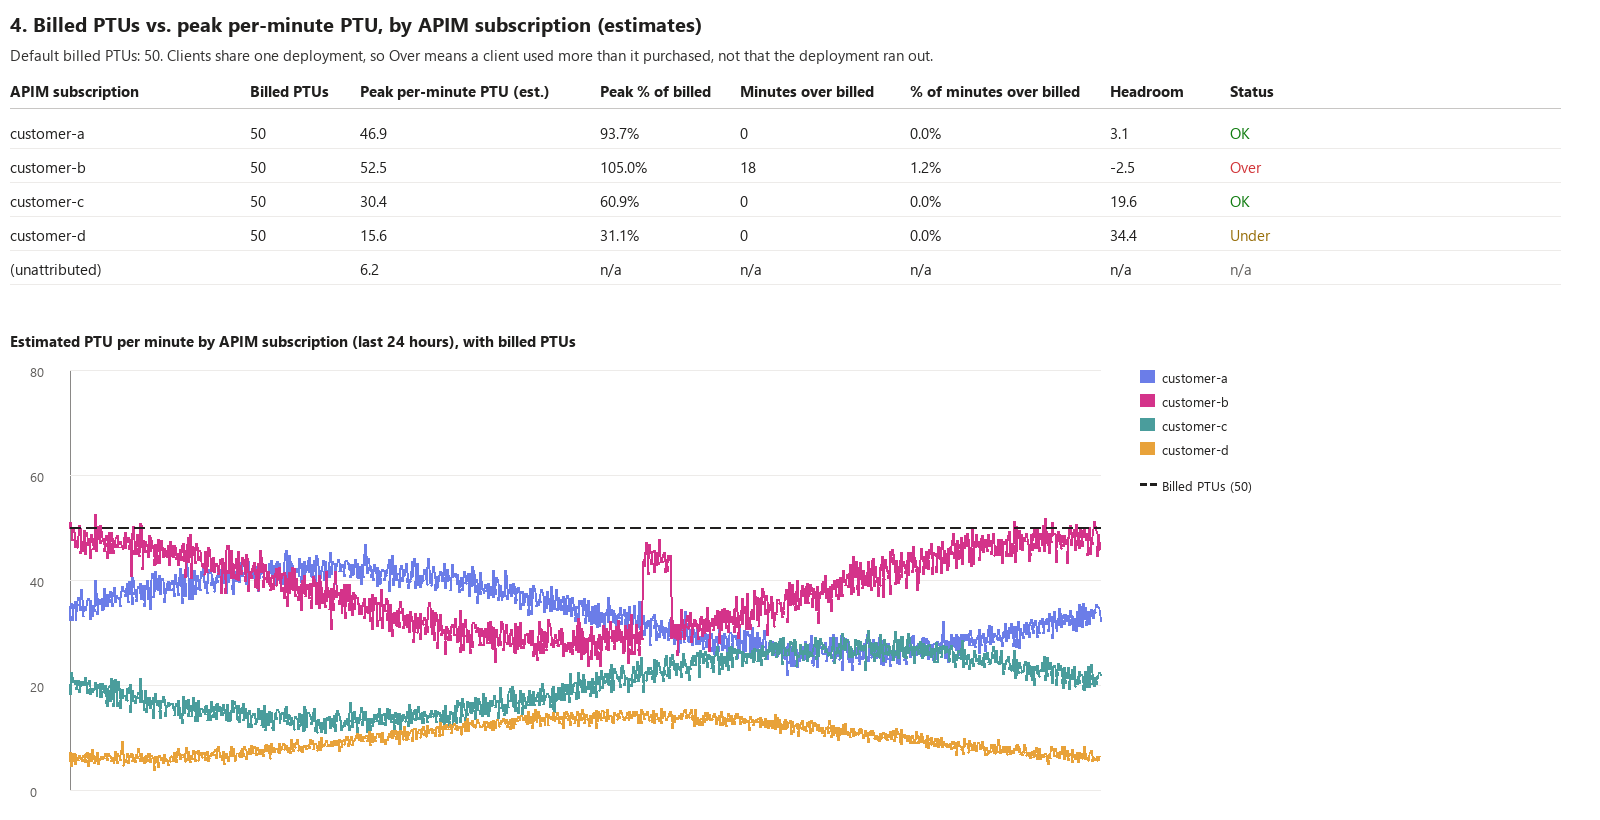 4. Billed PTUs vs. peak per-minute PTU, by APIM subscription (estimates)
Default billed PTUs: 50. Clients share one deployment, so Over means a client used more than it purchased, not that the deployment ran out.
APIM subscription Billed PTUs Peak per-minute PTU (est.) Peak % of billed Minutes over billed % of minutes over billed Headroom Status
customer-a 50 46.9 93.7% 0 0.0% 3.1 OK
customer-b 50 52.5 105.0% 18 1.2% -2.5 Over
customer-c 50 30.4 60.9% 0 0.0% 19.6 OK
customer-d 50 15.6 31.1% 0 0.0% 34.4 Under
(unattributed) 6.2 n/a n/a n/a n/a n/a
Estimated PTU per minute by APIM subscription (last 24 hours), with billed PTUs
80
60
40
20
0
customer-a
customer-b
customer-c
customer-d
Billed PTUs (50)